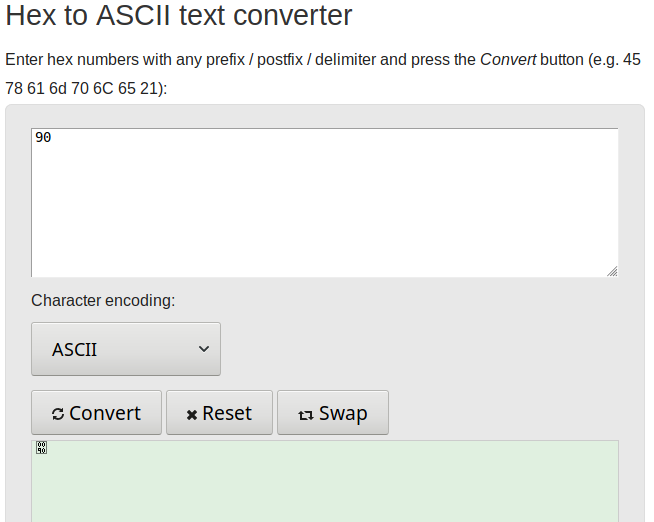 Hex to ASCII text converter
Enter hex numbers with any prefix / postfix / delimiter and press the Convert button (e.g. 45
78 61 6d 70 6C 65 21):
90
Character encoding:
ASCII
Convert Reset Swap